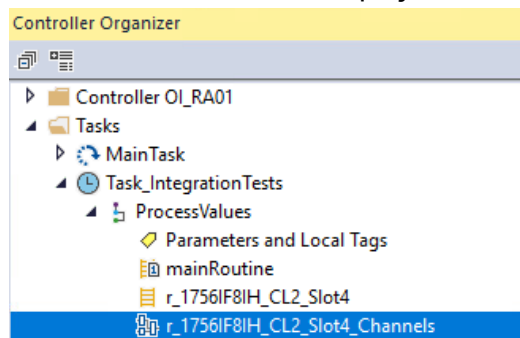 Controller Organizer
Controller OI_RA01
Tasks
MainTask
Task_IntegrationTests
ProcessValues
Parameters and Local Tags
mainRoutine
r_1756IF8IH_CL2_Slot4
r_1756IF8IH_CL2_Slot4_Channels